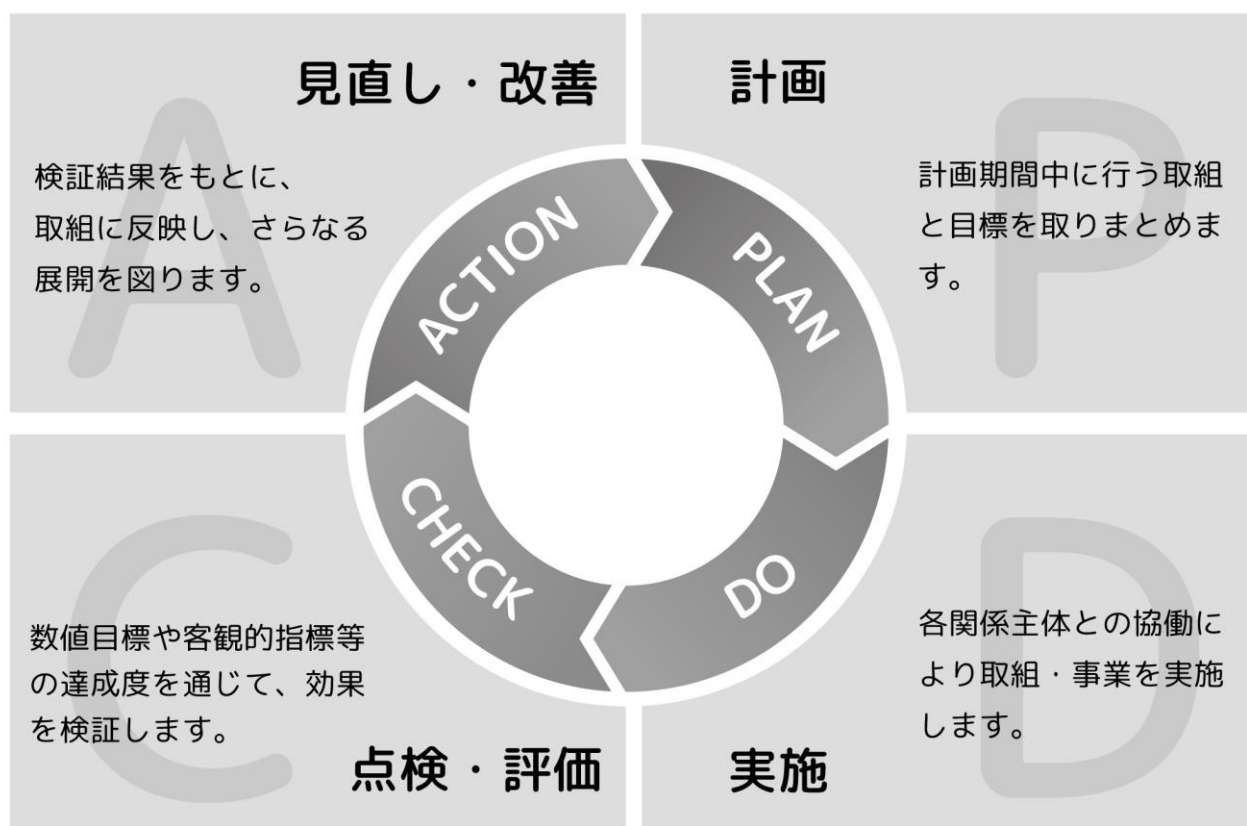 見直し・改善
A
検証結果をもとに、
取組に反映し、さらなる
展開を図ります。
ACTION
計画
P
計画期間中に行う取組
と目標を取りまとめま
す。
PLAN
CHECK
C
数値目標や客観的指標等
の達成度を通じて、効果
を検証します。
点検・評価
DO
D
各関係主体との協働に
より取組・事業を実施
します。
実施